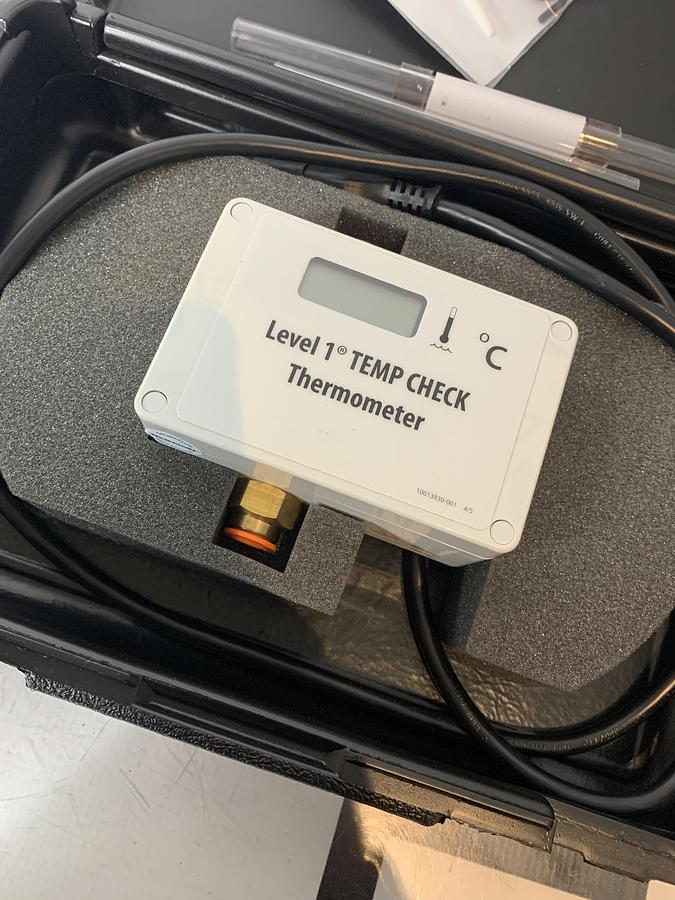 °C
Level 1® TEMP CHECK
Thermometer
10013830-001 4/5